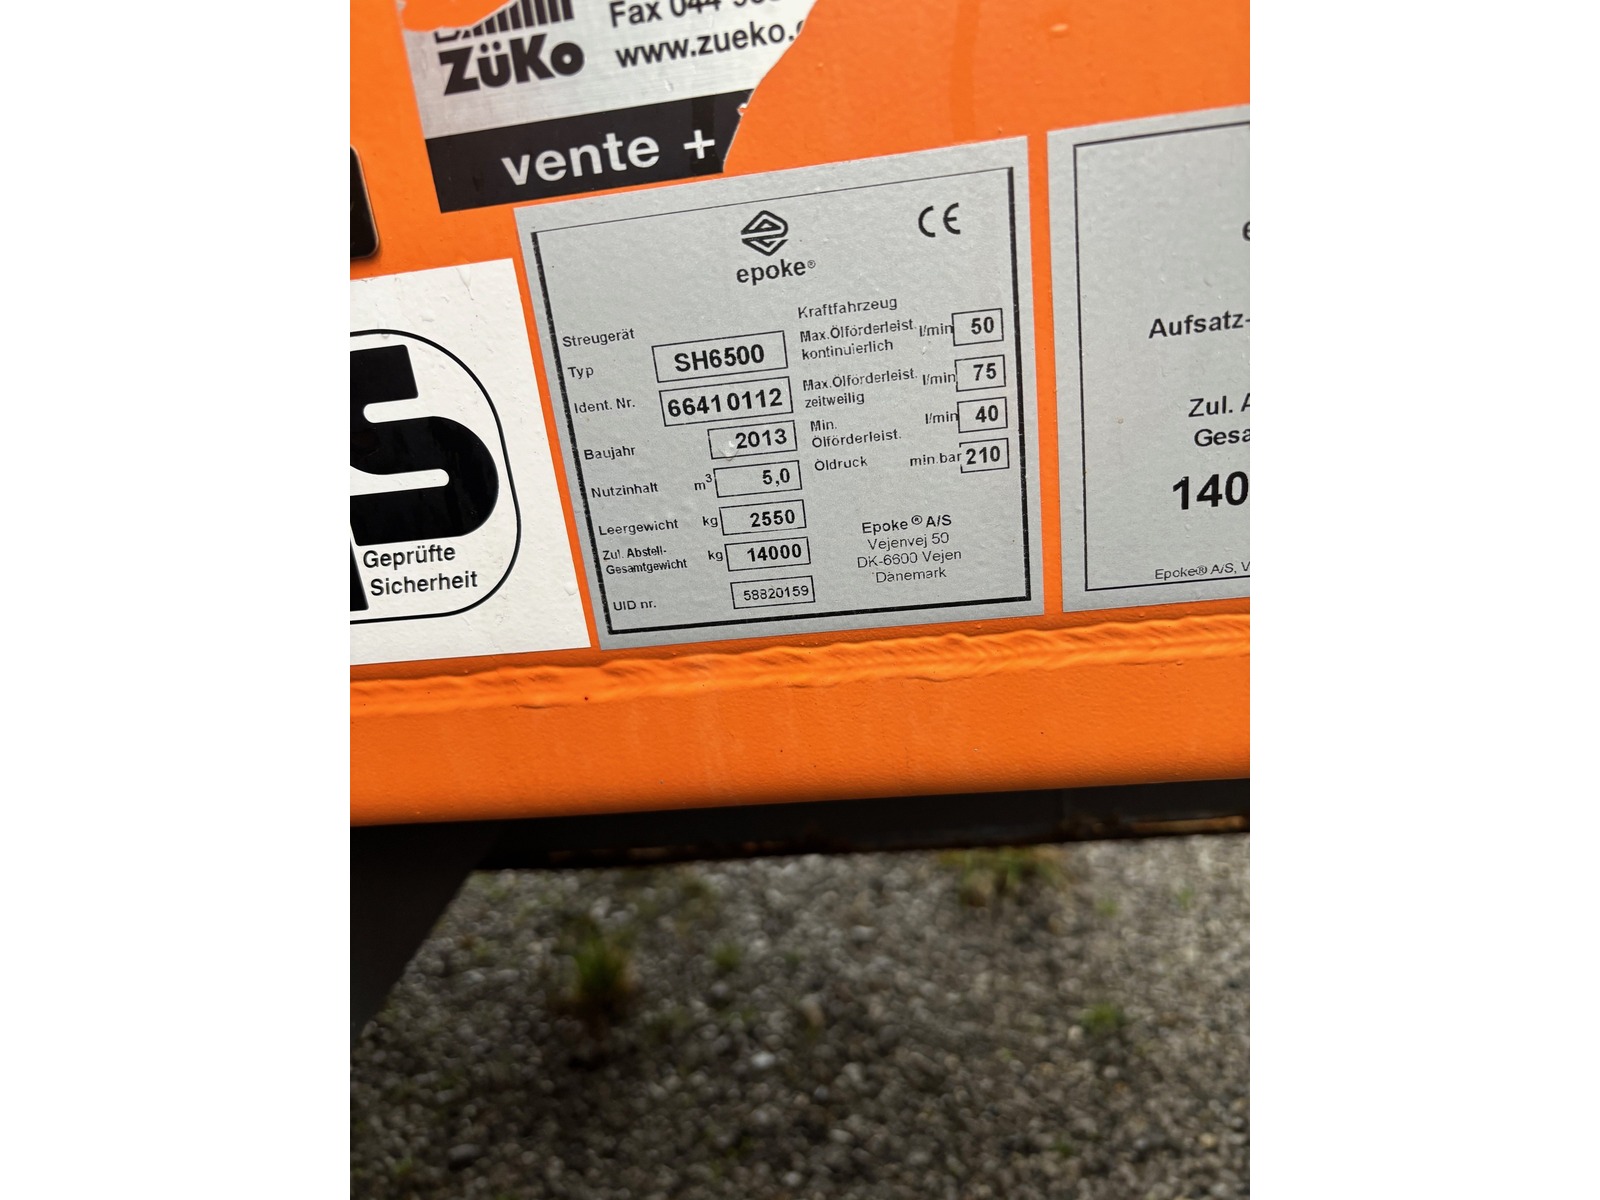 Fax 044
ZüKo
www.zueko.
vente +
epoke®
CE
Streugerät
Typ SH6500
Ident. Nr. 66410112
Baujahr 2013
Nutzinhalt m³ 5,0
Leergewicht kg 2550
Zul. Abstell-
Gesamtgewicht kg 14000
UID nr. 58820159
Kraftfahrzeug
Max.Ölförderleist.
kontinuierlich l/min 50
Max.Ölförderleist.
zeitweilig l/min 75
Min.
Ölförderleist. l/min 40
Öldruck min.bar 210
Epoke® A/S
Vejenvej 50
DK-6600 Vejen
Dänemark
S
Geprüfte
Sicherheit
Aufsatz-
Zul.
140
Epoke® A/S,